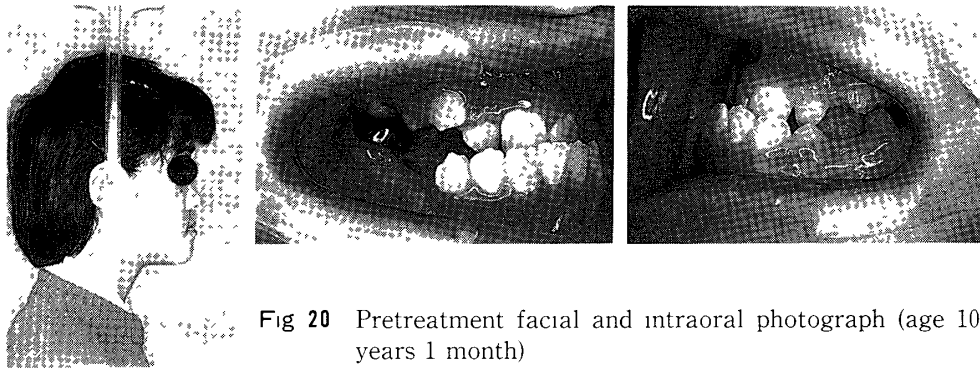 Fig 20 Pretreatment facial and intraoral photograph (age 10
years 1 month)